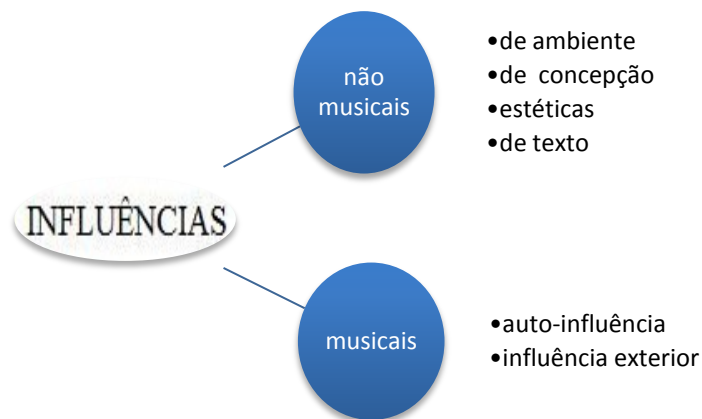 não
musicais
•de ambiente
•de concepção
•estéticas
•de texto
INFLUÊNCIAS
musicais
•auto-influência
•influência exterior